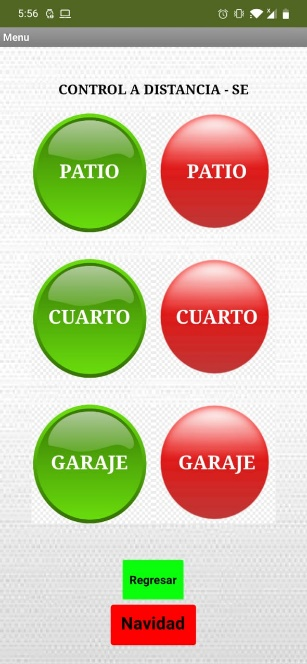 5:56
Menu
CONTROL A DISTANCIA - SE
PATIO PATIO
CUARTO CUARTO
GARAJE GARAJE
Regresar
Navidad